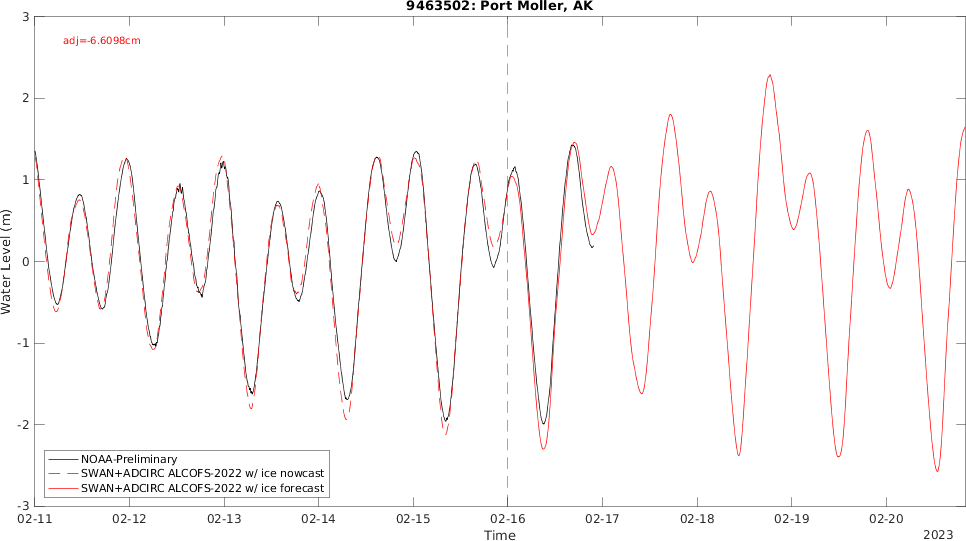 9463502: Port Moller, AK
adj=-6.6098cm
Water Level (m)
3
2
1
0
-1
-2
-3
NOAA-Preliminary
SWAN+ADCIRC ALCOFS-2022 w/ ice nowcast
SWAN+ADCIRC ALCOFS-2022 w/ ice forecast
02-11 02-12 02-13 02-14 02-15 02-16 02-17 02-18 02-19 02-20
Time
2023